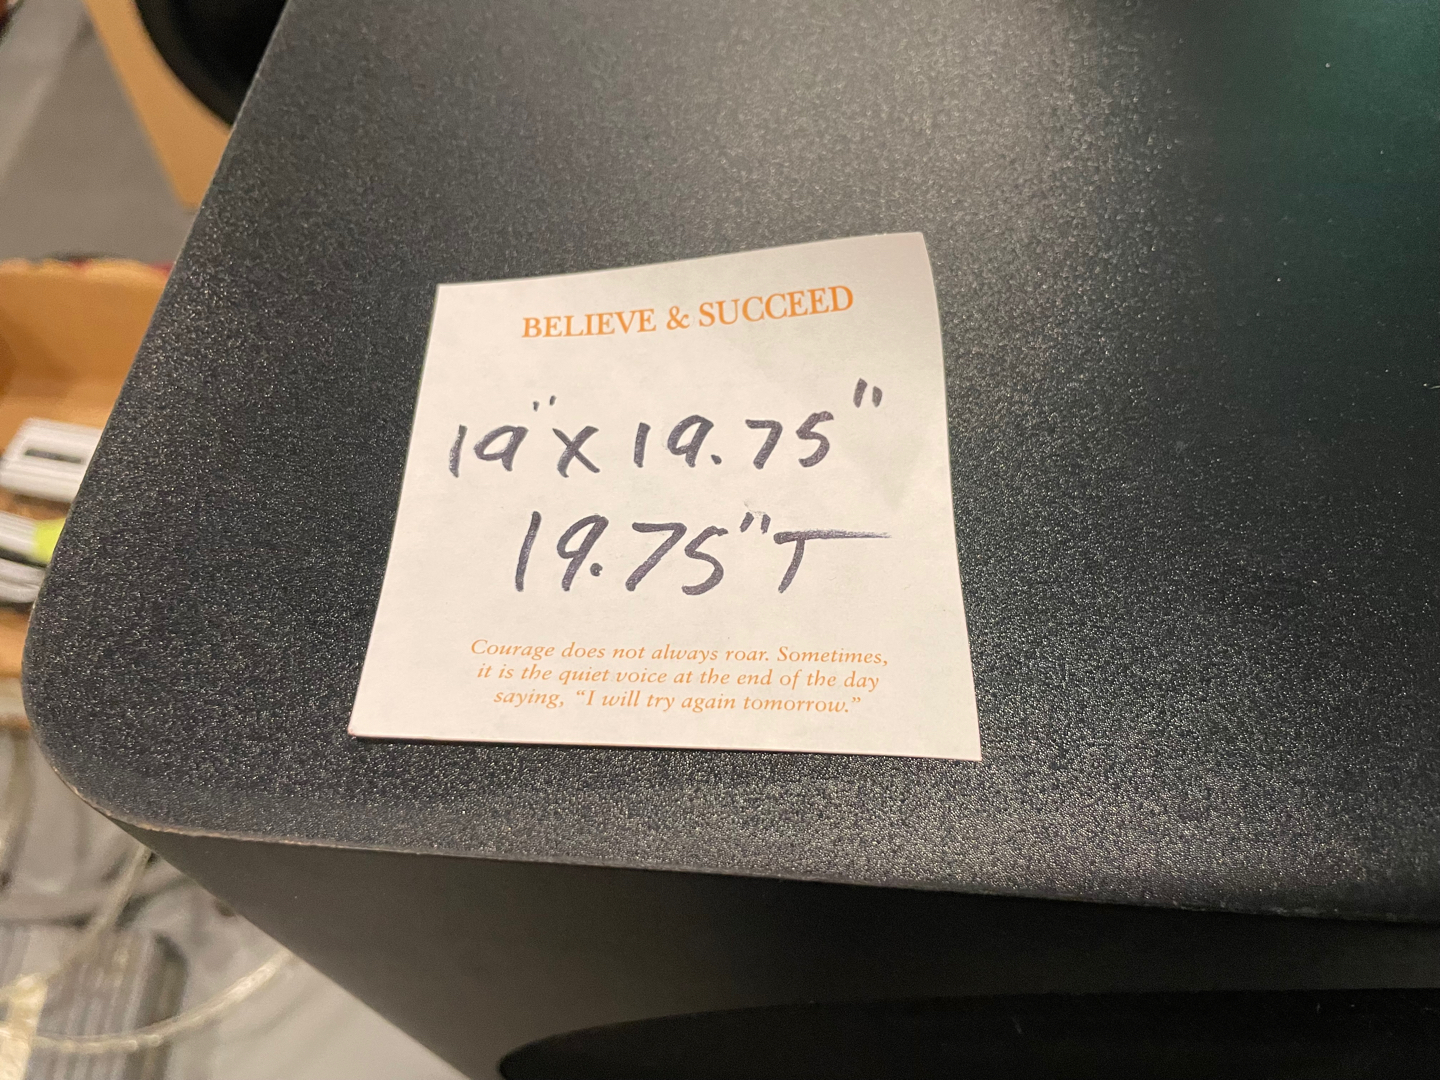 BELIEVE & SUCCEED
19" X 19.75"
19.75" T
Courage does not always roar. Sometimes,
it is the quiet voice at the end of the day
saying, “I will try again tomorrow.”